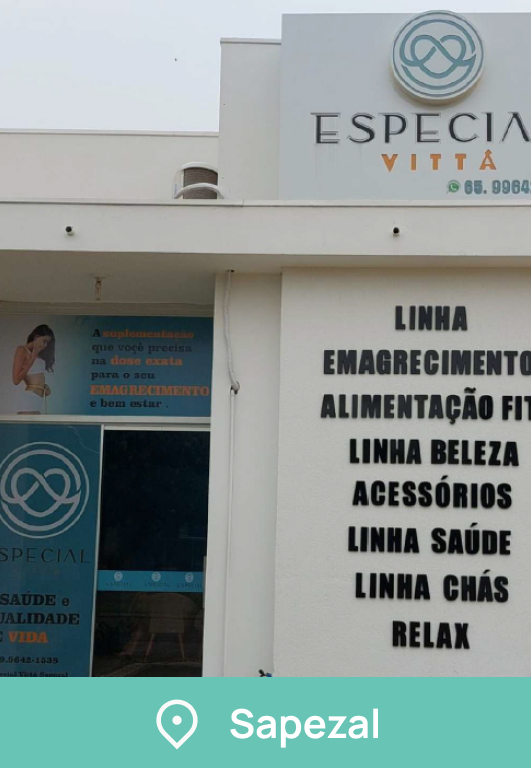 ESPECIA
VITTÂ
65. 9964
A suplementação
que você precisa
na dose exata
para o seu
EMAGRECIMENTO
e bem estar.
LINHA
EMAGRECIMENTO
ALIMENTAÇÃO FIT
LINHA BELEZA
ACESSÓRIOS
LINHA SAÚDE
LINHA CHÁS
RELAX
SPECIAL
SAÚDE e
UALIDADE
E VIDA
9.9642-1538
Sapezal